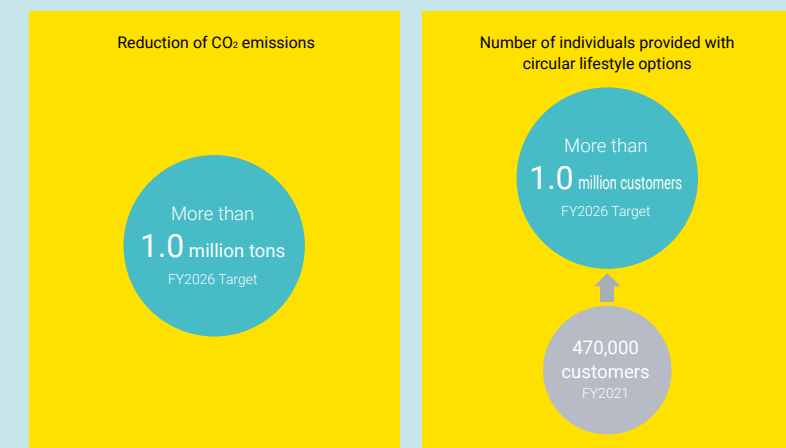 Reduction of CO₂ emissions
More than
1.0 million tons
FY2026 Target
Number of individuals provided with
circular lifestyle options
More than
1.0 million customers
FY2026 Target
470,000
customers
FY2021